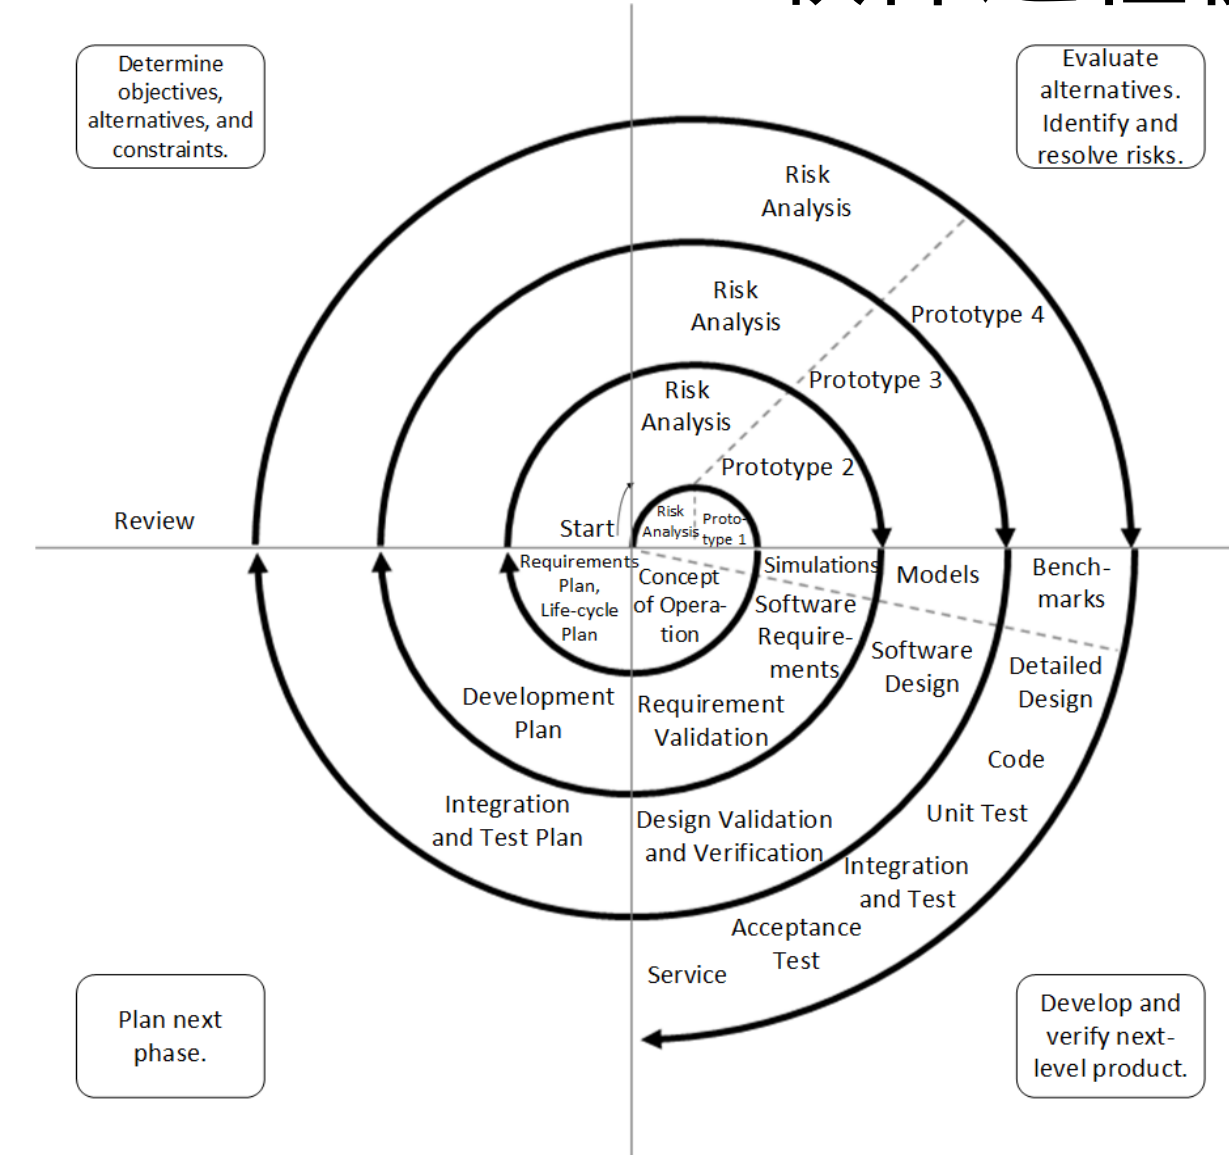 Determine
objectives,
alternatives, and
constraints.
Evaluate
alternatives.
Identify and
resolve risks.
Risk
Analysis
Prototype 4
Risk
Analysis
Prototype 3
Risk
Analysis
Prototype 2
Risk
Analysis
Proto-
type 1
Start
Review
Requirements
Plan,
Life-cycle
Plan
Concept
of Opera-
tion
Simulations
Models
Bench-
marks
Software
Require-
ments
Software
Design
Detailed
Design
Development
Plan
Requirement
Validation
Code
Unit Test
Integration
and Test Plan
Design Validation
and Verification
Integration
and Test
Acceptance
Test
Service
Plan next
phase.
Develop and
verify next-
level product.